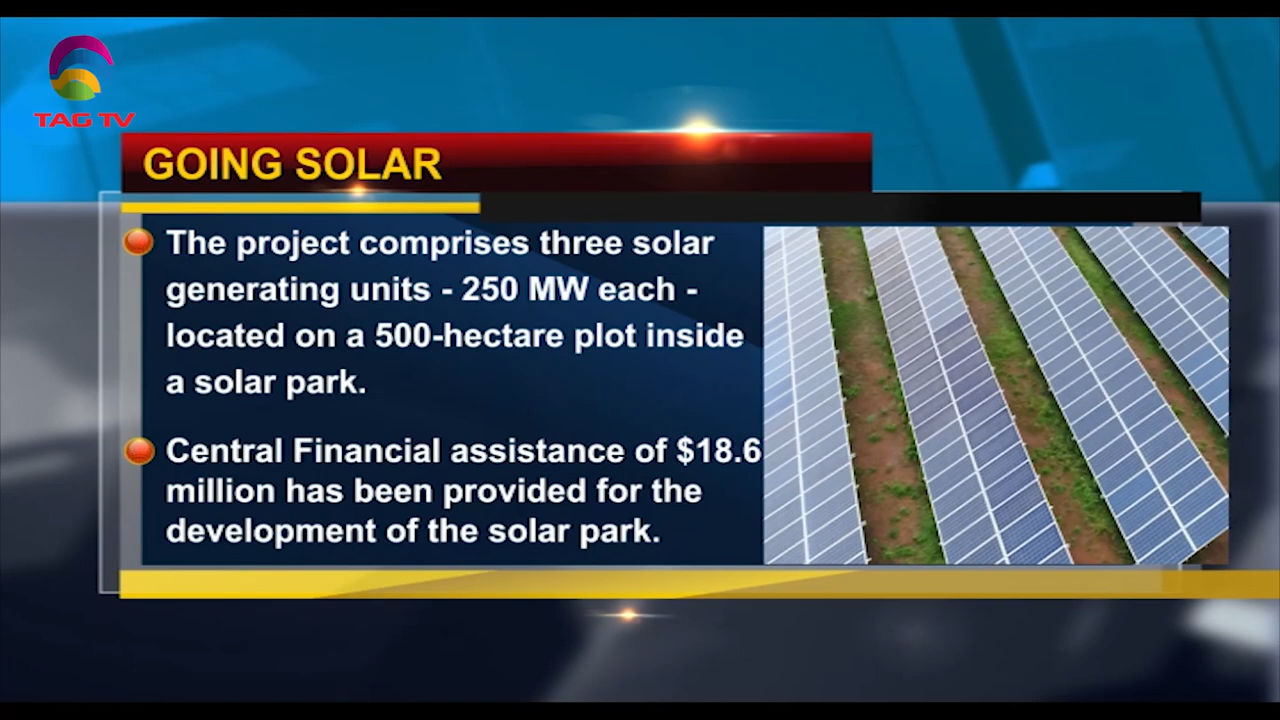 TAG TV
GOING SOLAR
The project comprises three solar
generating units - 250 MW each -
located on a 500-hectare plot inside
a solar park.
Central Financial assistance of $18.6
million has been provided for the
development of the solar park.